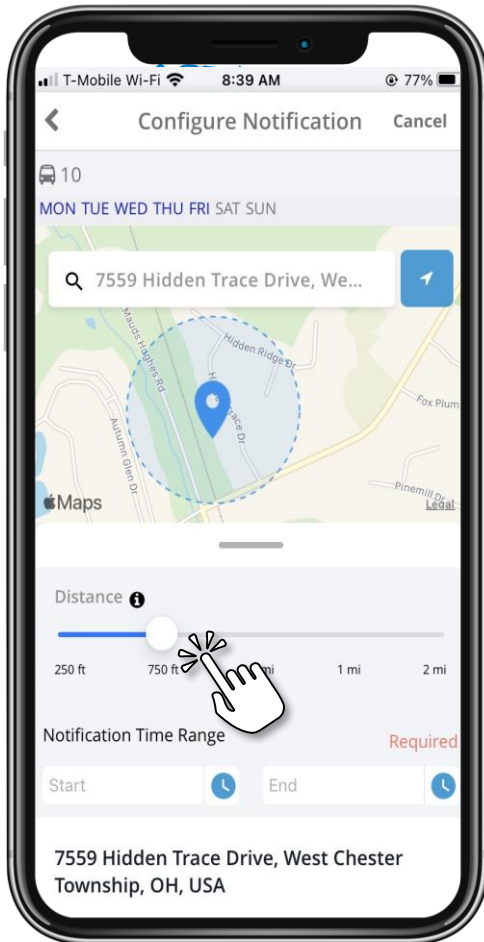 T-Mobile Wi-Fi 8:39 AM 77%
Configure Notification Cancel
10
MON TUE WED THU FRI SAT SUN
7559 Hidden Trace Drive, We...
Mauds Hughes Rd
Hidden Ridge Dr
Trace Dr
Fox Plum
Autumn Glen Dr
Pinemill Dr
Maps
Legal
Distance
250 ft 750 ft mi 1 mi 2 mi
Notification Time Range
Required
Start End
7559 Hidden Trace Drive, West Chester
Township, OH, USA